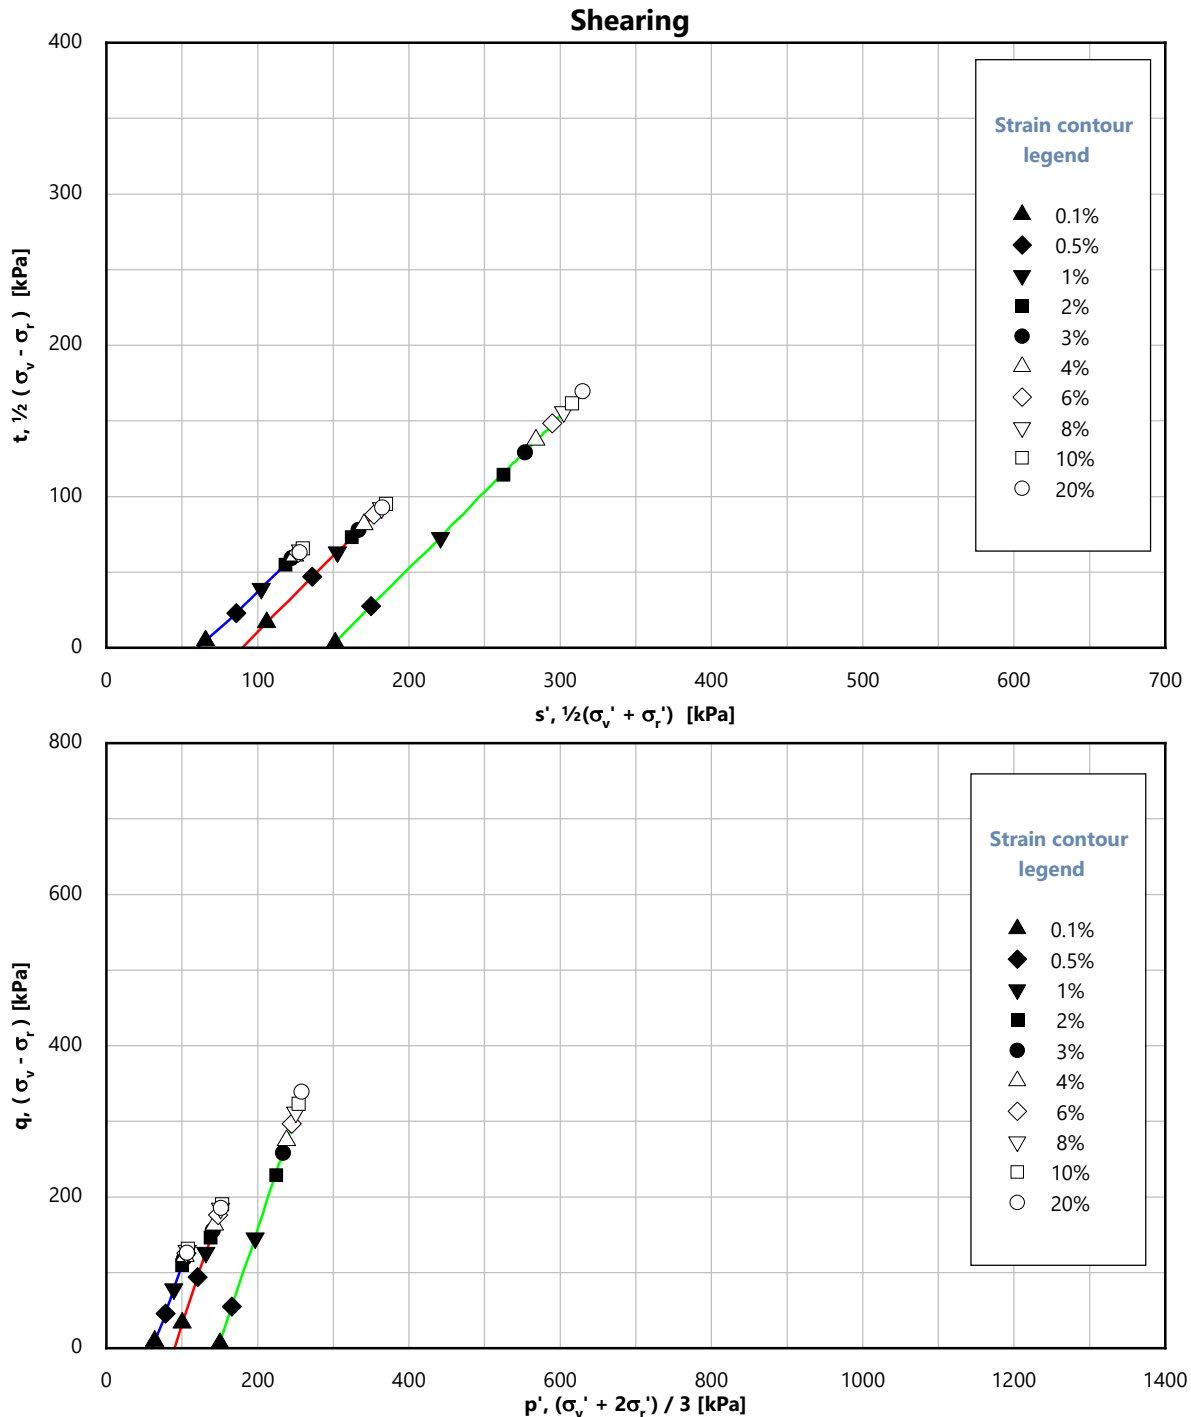 Shearing
400
300
200
100
0
t, ½ ( σv - σr ) [kPa]
Strain contour
legend
0.1%
0.5%
1%
2%
3%
4%
6%
8%
10%
20%
0 100 200 300 400 500 600 700
s', ½(σv' + σr') [kPa]
800
600
400
200
0
q, ( σv - σr ) [kPa]
Strain contour
legend
0.1%
0.5%
1%
2%
3%
4%
6%
8%
10%
20%
0 200 400 600 800 1000 1200 1400
p', (σv' + 2σr') / 3 [kPa]